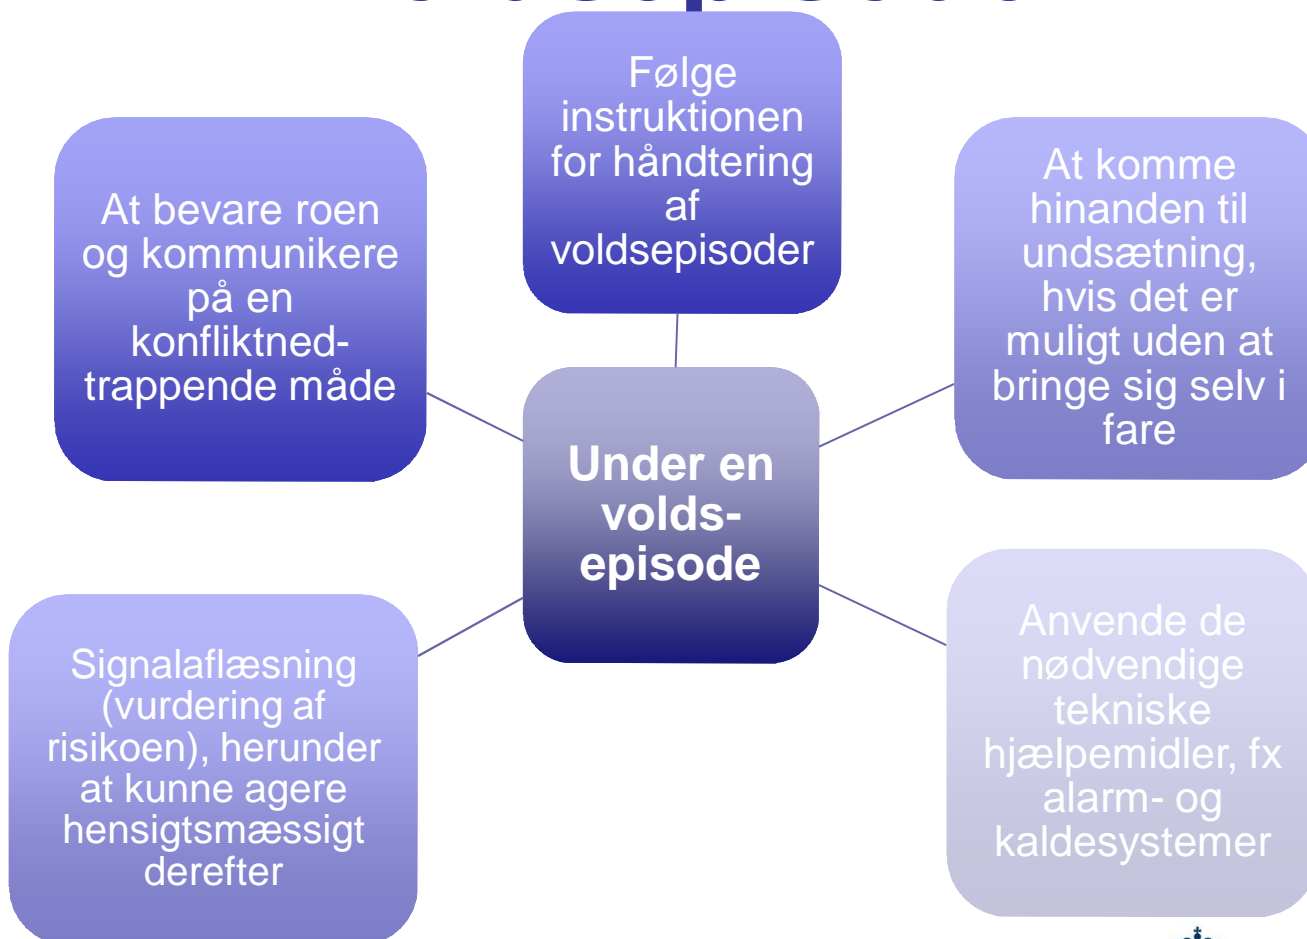 Følge
instruktionen
for håndtering
af
voldsepisoder
At bevare roen
og kommunikere
på en
konfliktned-
trappende måde
At komme
hinanden til
undsætning,
hvis det er
muligt uden at
bringe sig selv i
fare
Under en
volds-
episode
Signalaflæsning
(vurdering af
risikoen), herunder
at kunne agere
hensigtsmæssigt
derefter
Anvende de
nødvendige
tekniske
hjælpemidler, fx
alarm- og
kaldesystemer